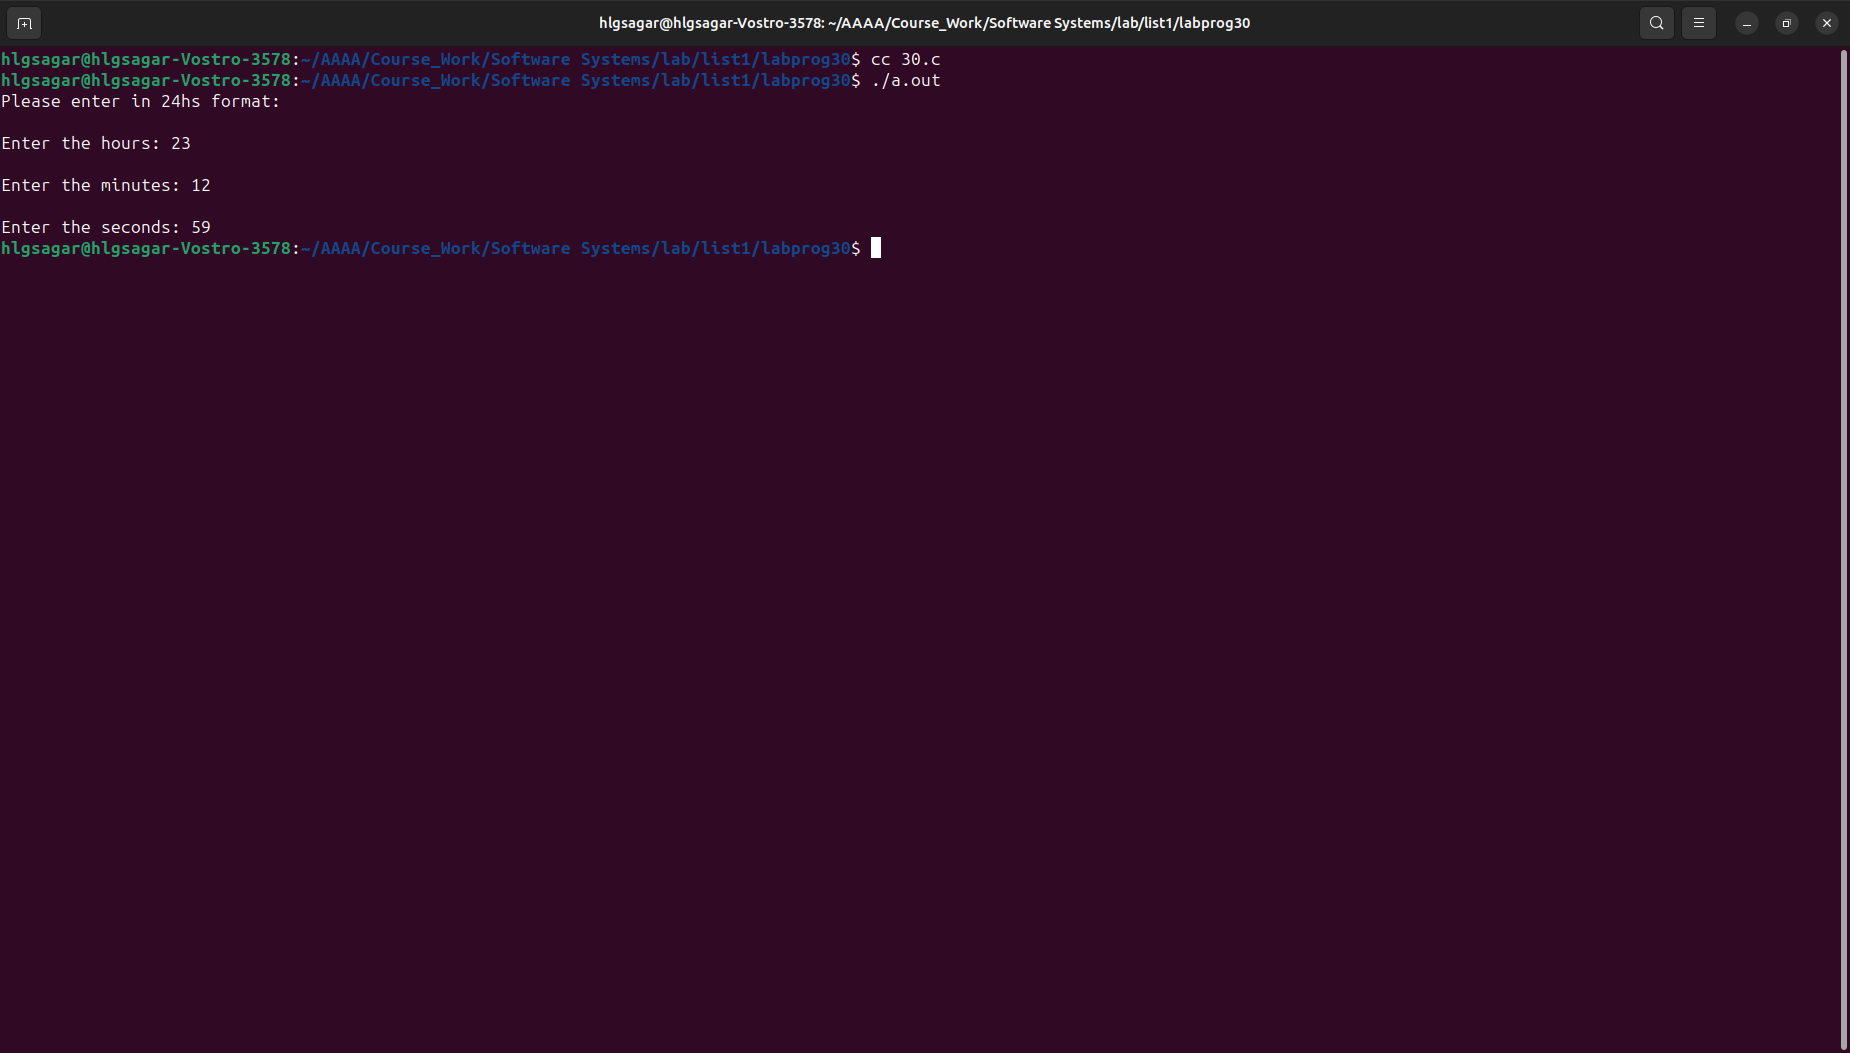 hlgsagar@hlgsagar-Vostro-3578: ~/AAAA/Course_Work/Software Systems/lab/list1/labprog30
hlgsagar@hlgsagar-Vostro-3578:~/AAAA/Course_Work/Software Systems/lab/list1/labprog30$ cc 30.c
hlgsagar@hlgsagar-Vostro-3578:~/AAAA/Course_Work/Software Systems/lab/list1/labprog30$ ./a.out
Please enter in 24hs format:
Enter the hours: 23
Enter the minutes: 12
Enter the seconds: 59
hlgsagar@hlgsagar-Vostro-3578:~/AAAA/Course_Work/Software Systems/lab/list1/labprog30$